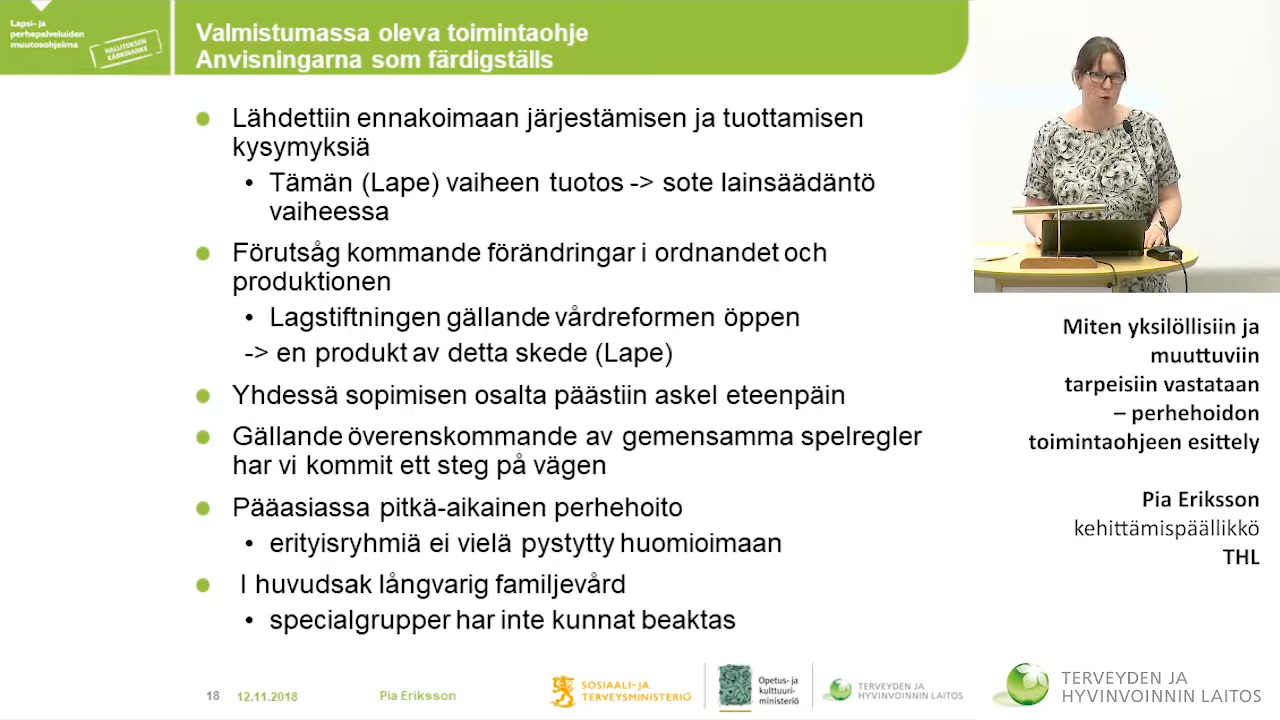 Lapsi- ja
perhepalveluiden
muutosohjelma
HALLITUKSEN
KÄRKIHANKE
Valmistumassa oleva toimintaohje
Anvisningarna som färdigställs
Lähdettiin ennakoimaan järjestämisen ja tuottamisen
kysymyksiä
Tämän (Lape) vaiheen tuotos -> sote lainsäädäntö
vaiheessa
Förutsåg kommande förändringar i ordnandet och
produktionen
Lagstiftningen gällande vårdreformen öppen
-> en produkt av detta skede (Lape)
Yhdessä sopimisen osalta päästiin askel eteenpäin
Gällande överenskommande av gemensamma spelregler
har vi kommit ett steg på vägen
Pääasiassa pitkä-aikainen perhehoito
erityisryhmiä ei vielä pystytty huomioimaan
I huvudsak långvarig familjevård
specialgrupper har inte kunnat beaktas
18 12.11.2018 Pia Eriksson
SOSIAALI- JA
TERVEYSMINISTERIÖ
Opetus- ja
kulttuuri-
ministeriö
TERVEYDEN JA
HYVINVOINNIN LAITOS
Miten yksilöllisiin ja
muuttuviin
tarpeisiin vastataan
– perhehoidon
toimintaohjeen esittely
Pia Eriksson
kehittämispäällikkö
THL
TERVEYDEN JA
HYVINVOINNIN LAITOS